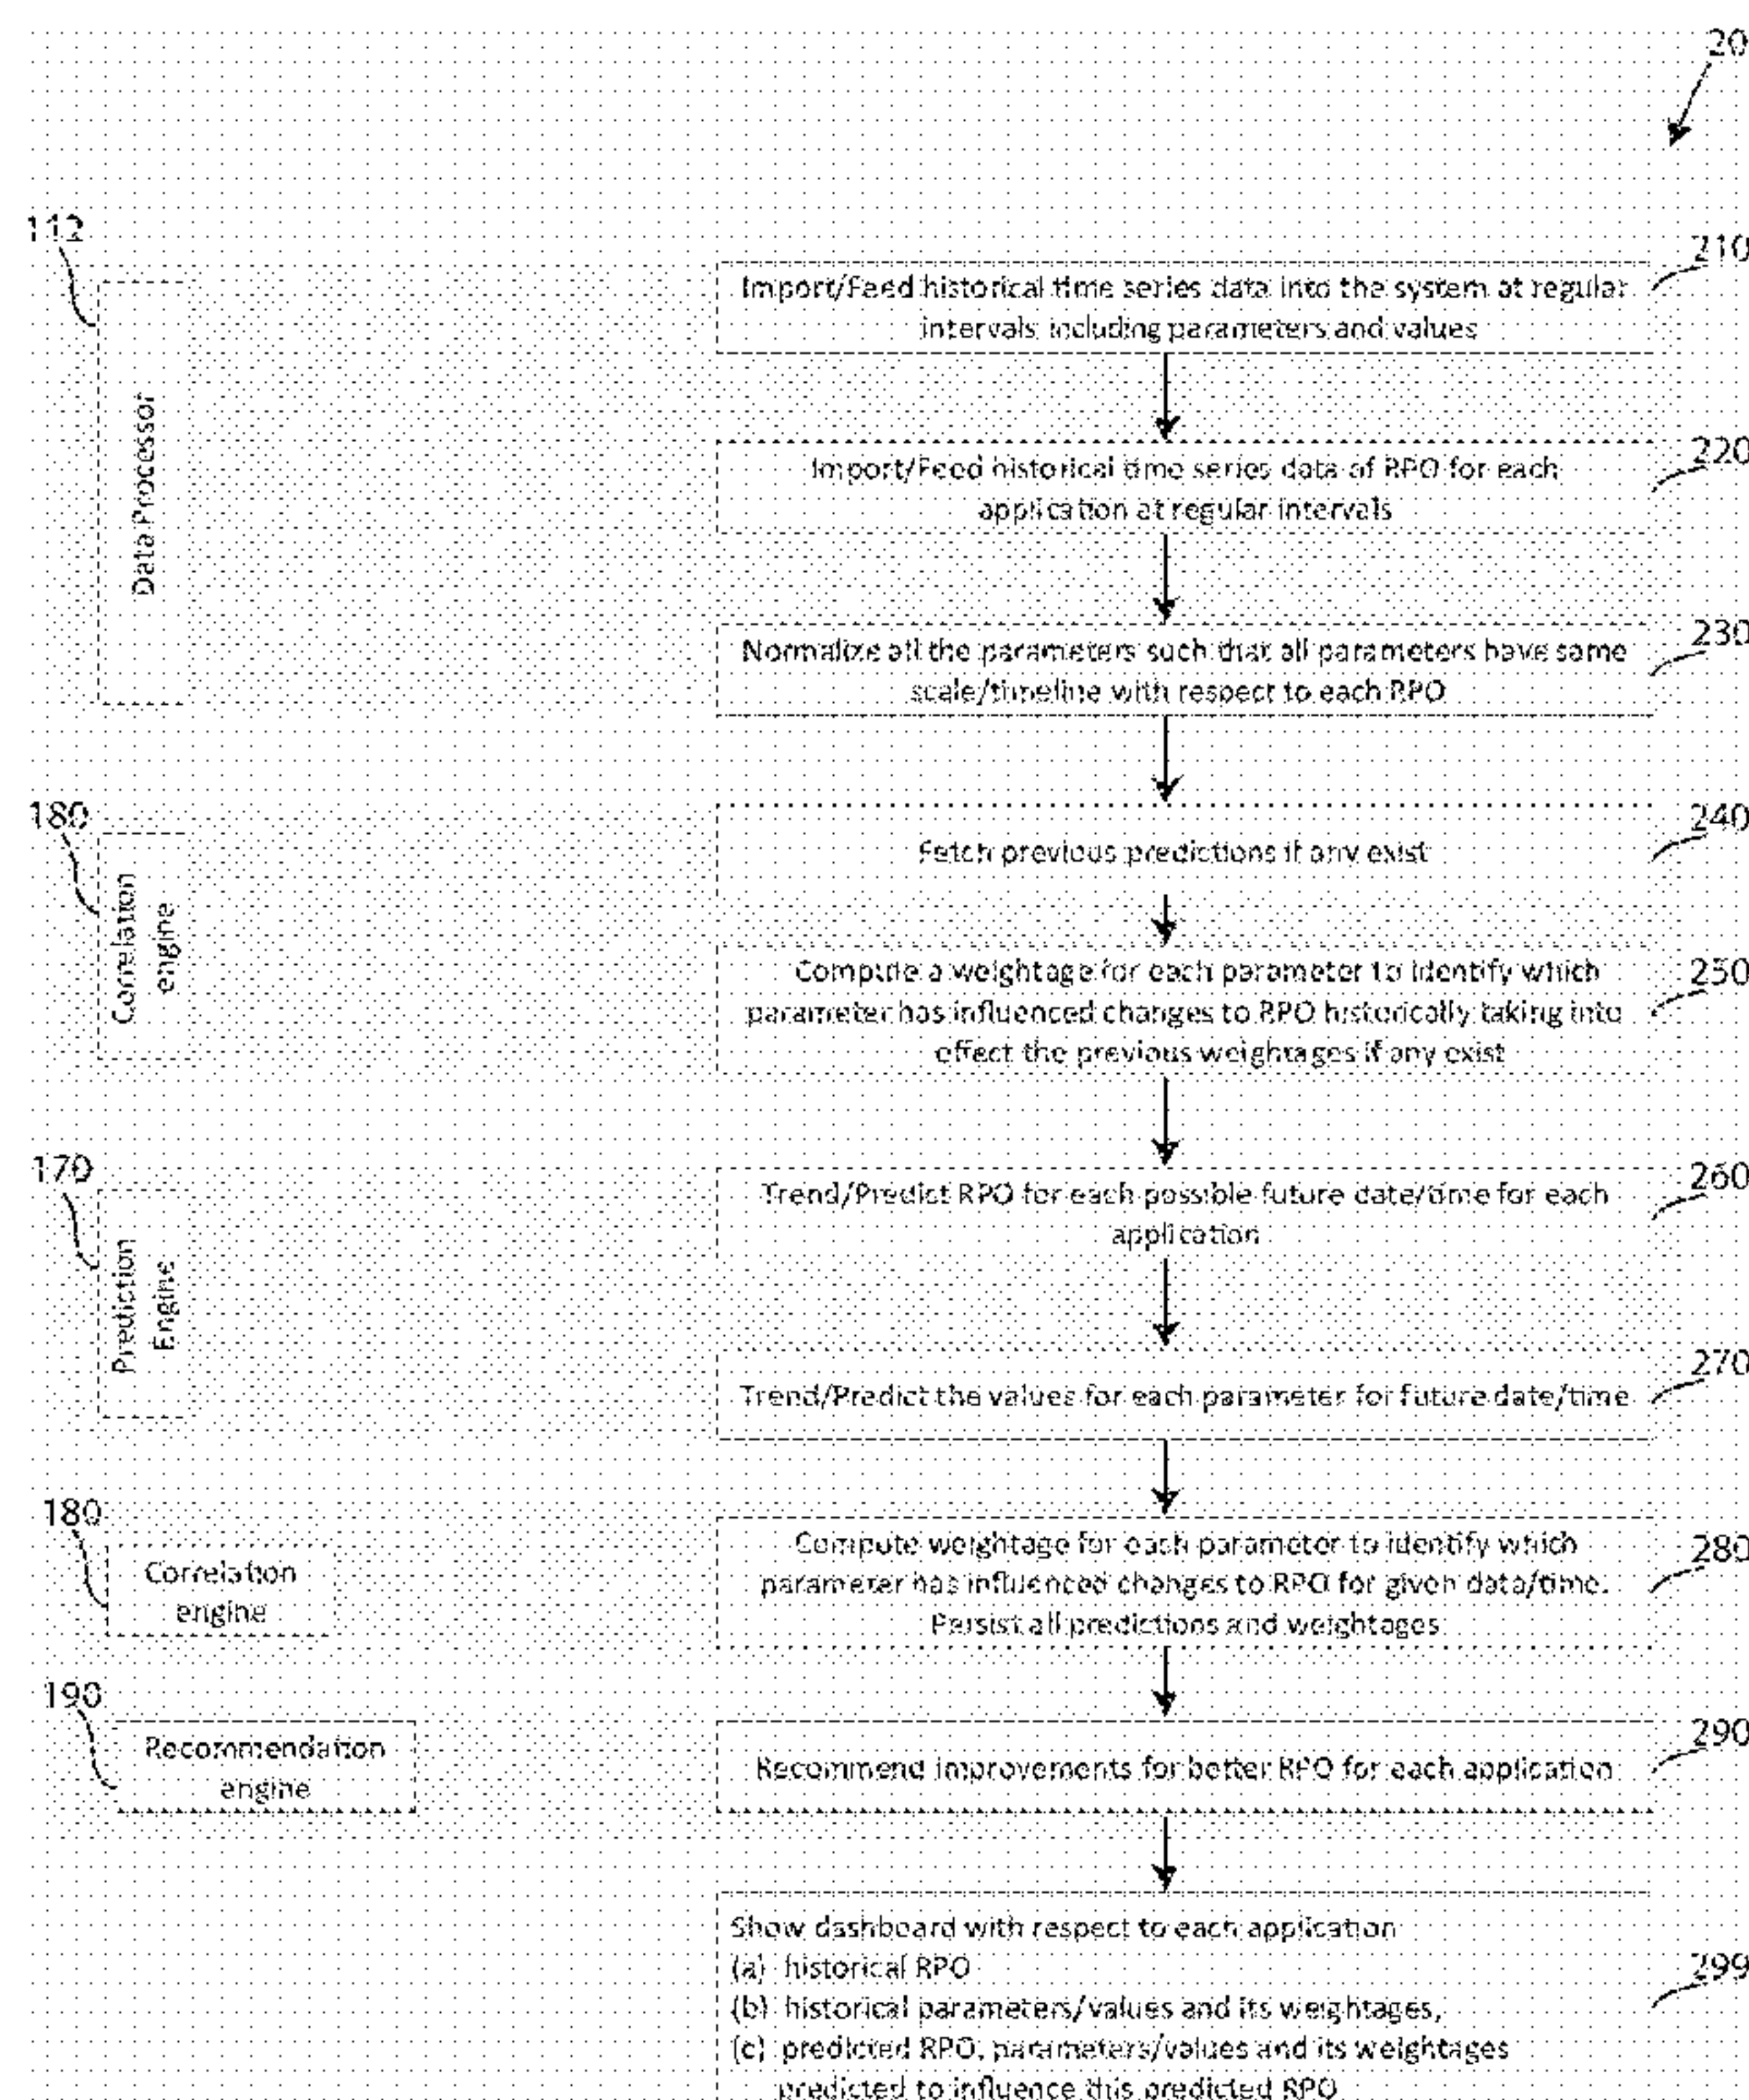 20
112
210
Import/Feed historical time series data into the system at regular
intervals including parameters and values
Data Processor
220
Import/Feed historical time series data of RPO for each
application at regular intervals
230
Normalize all the parameters such that all parameters have same
scale/timeline with respect to each RPO
180
Correlation
engine
240
Fetch previous predictions if any exist
250
Compute a weightage for each parameter to identify which
parameter has influenced changes to RPO historically taking into
effect the previous weightages if any exist
170
Prediction
Engine
260
Trend/Predict RPO for each possible future date/time for each
application
270
Trend/Predict the values for each parameter for future date/time
180
Correlation
engine
280
Compute weightage for each parameter to identify which
parameter has influenced changes to RPO for given data/time.
Persist all predictions and weightages
190
Recommendation
engine
290
Recommend improvements for better RPO for each application
299
Show dashboard with respect to each application
(a) historical RPO
(b) historical parameters/values and its weightages,
(c) predicted RPO, parameters/values and its weightages
predicted to influence this predicted RPO